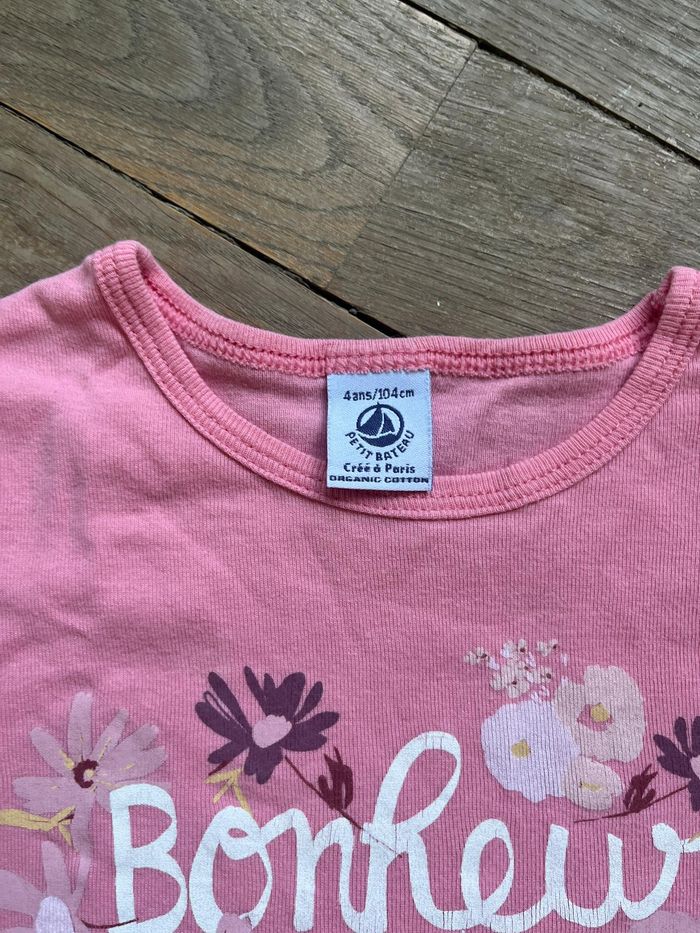 4ans/104cm
PETIT BATEAU
Créé à Paris
ORGANIC COTTON
Bonheu